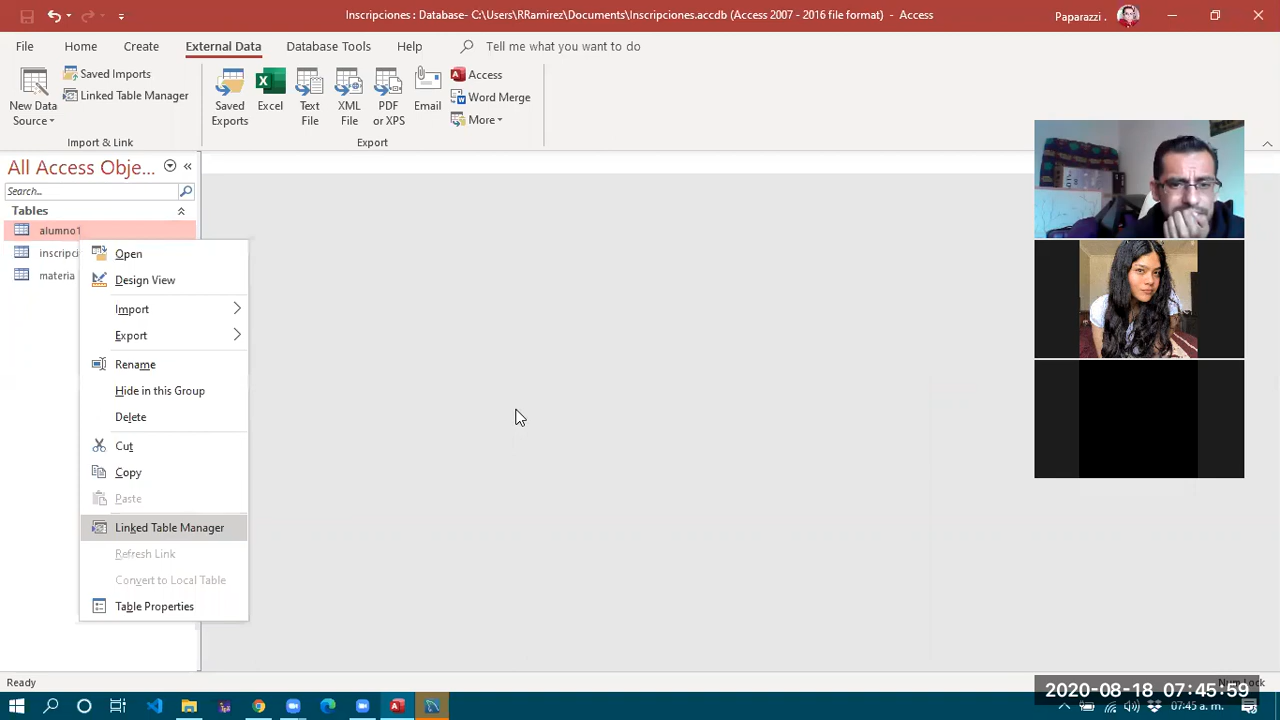 Inscripciones : Database- C:\Users\RRamirez\Documents\Inscripciones.accdb (Access 2007 - 2016 file format) - Access
Paparazzi .
File Home Create External Data Database Tools Help Tell me what you want to do
New Data Source
Saved Imports
Linked Table Manager
Import & Link
Saved Exports
Excel
Text File
XML File
PDF or XPS
Email
Access
Word Merge
More
Export
All Access Obje...
Search...
Tables
alumno1
inscripci
materia
Open
Design View
Import
Export
Rename
Hide in this Group
Delete
Cut
Copy
Paste
Linked Table Manager
Refresh Link
Convert to Local Table
Table Properties
Ready
2020-08-18 07:45:59
07:45 a. m.